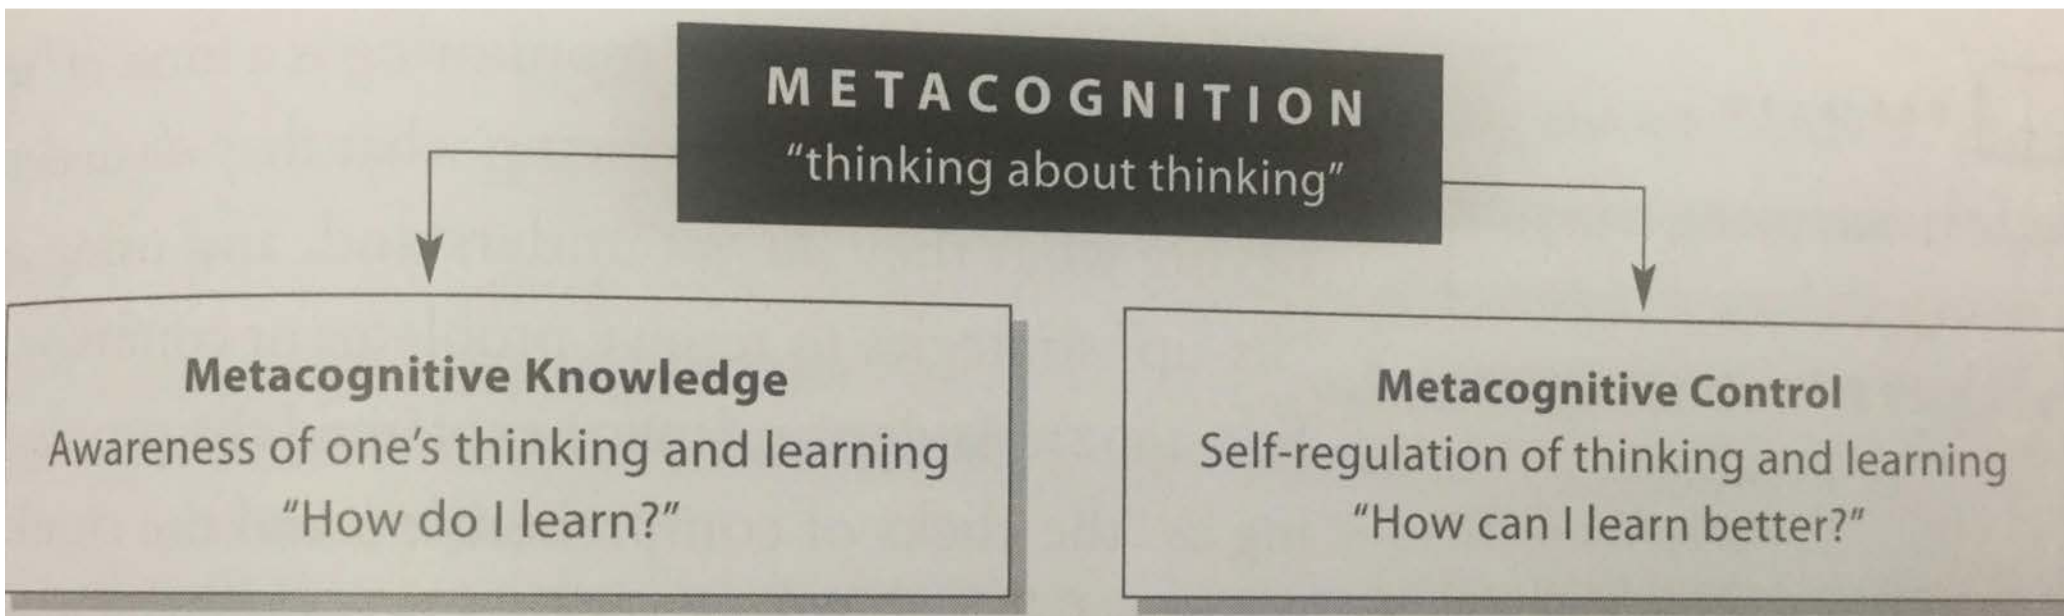 METACOGNITION
“thinking about thinking”
Metacognitive Knowledge
Awareness of one’s thinking and learning
“How do I learn?”
Metacognitive Control
Self-regulation of thinking and learning
“How can I learn better?”